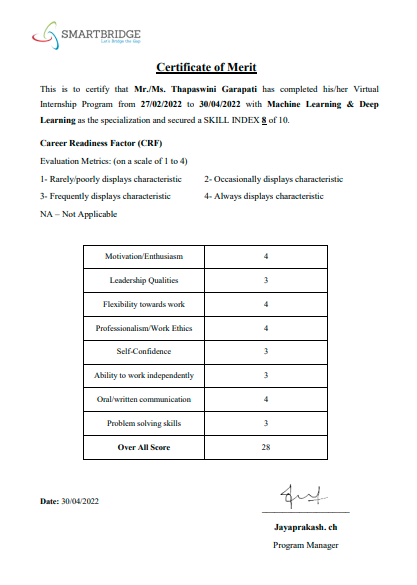 SMARTBRIDGE
Let's Bridge the Gap
Certificate of Merit
This is to certify that Mr./Ms. Thapaswini Garapati has completed his/her Virtual
Internship Program from 27/02/2022 to 30/04/2022 with Machine Learning & Deep
Learning as the specialization and secured a SKILL INDEX 8 of 10.
Career Readiness Factor (CRF)
Evaluation Metrics: (on a scale of 1 to 4)
1- Rarely/poorly displays characteristic 2- Occasionally displays characteristic
3- Frequently displays characteristic 4- Always displays characteristic
NA – Not Applicable
Motivation/Enthusiasm 4
Leadership Qualities 3
Flexibility towards work 4
Professionalism/Work Ethics 4
Self-Confidence 3
Ability to work independently 3
Oral/written communication 4
Problem solving skills 3
Over All Score 28
Date: 30/04/2022
Jayaprakash. ch
Program Manager